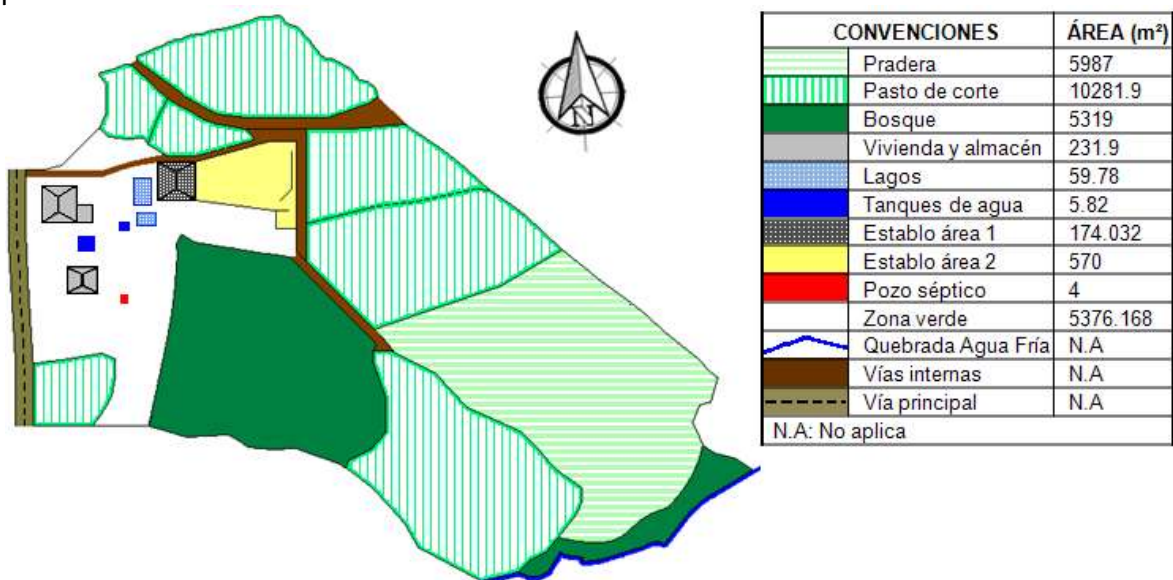 N
CONVENCIONES ÁREA (m²)
Pradera 5987
Pasto de corte 10281.9
Bosque 5319
Vivienda y almacén 231.9
Lagos 59.78
Tanques de agua 5.82
Establo área 1 174.032
Establo área 2 570
Pozo séptico 4
Zona verde 5376.168
Quebrada Agua Fría N.A
Vías internas N.A
Vía principal N.A
N.A: No aplica